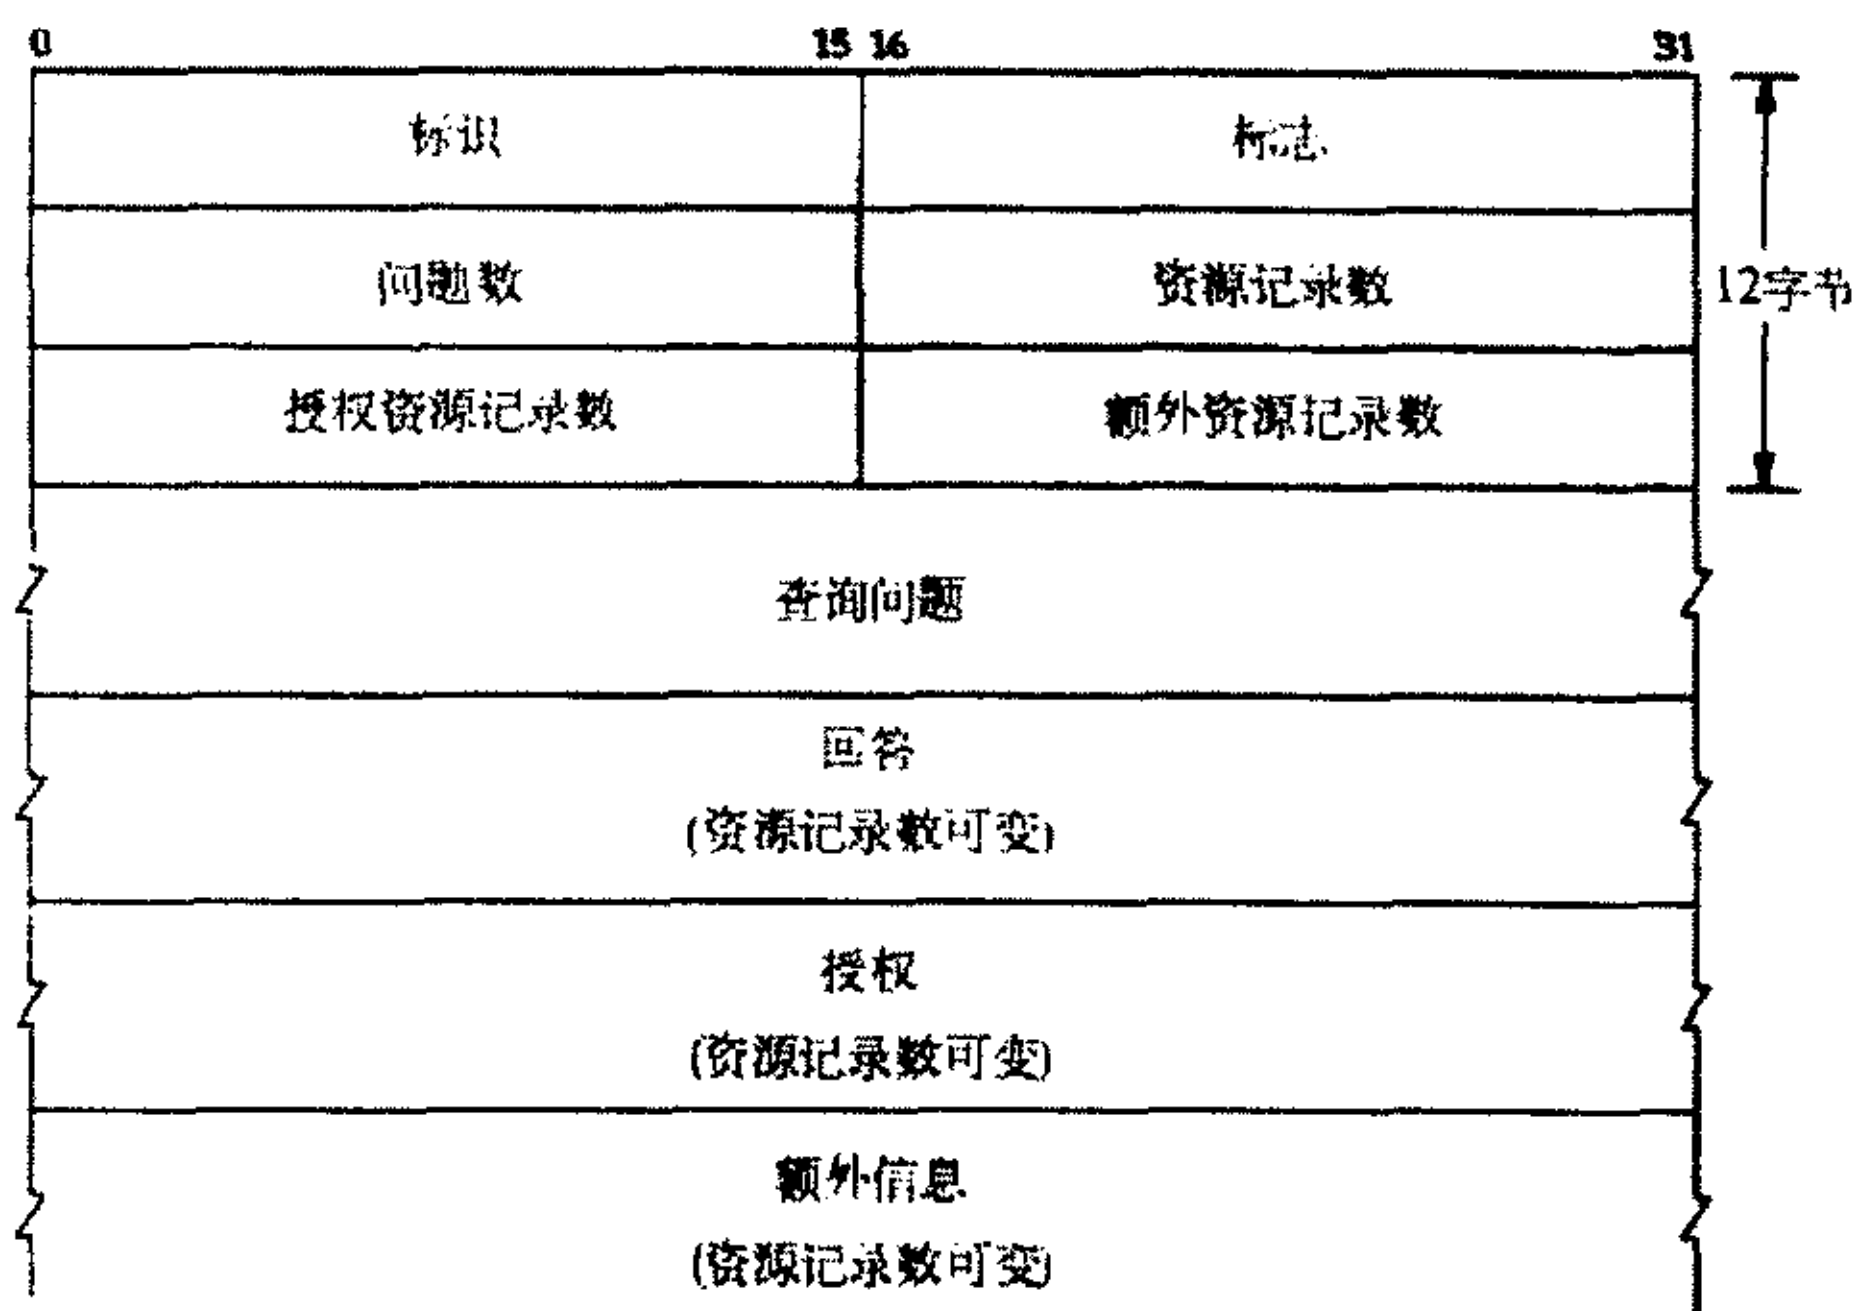 0 15 16 31
标识 标志
问题数 资源记录数
12字节
授权资源记录数 额外资源记录数
查询问题
回答
(资源记录数可变)
授权
(资源记录数可变)
额外信息
(资源记录数可变)